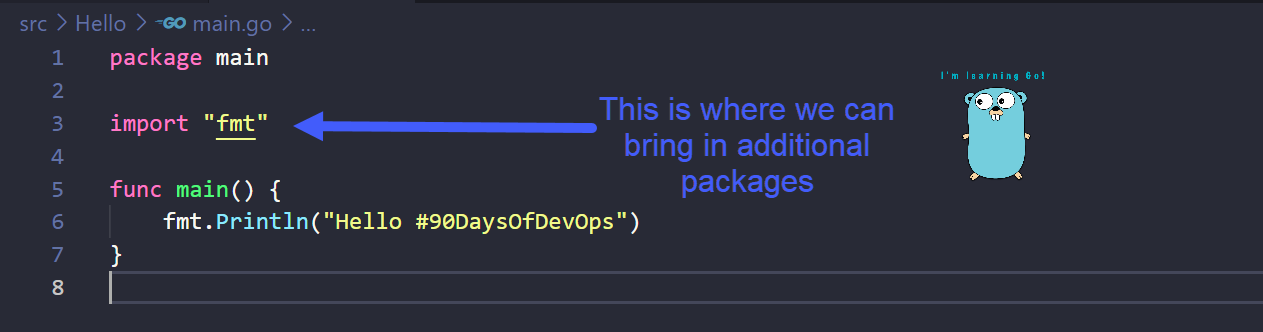 src > Hello > GO main.go > ...
1 package main
2
3 import "fmt"
4
5 func main() {
6     fmt.Println("Hello #90DaysOfDevOps")
7 }
8
This is where we can
bring in additional
packages
I'm learning Go!